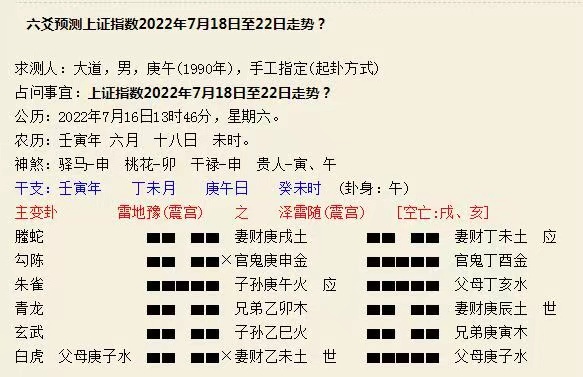 六爻预测上证指数2022年7月18日至22日走势？
求测人：大道，男，庚午(1990年)，手工指定(起卦方式)
占问事宜：上证指数2022年7月18日至22日走势？
公历：2022年7月16日13时46分，星期六。
农历：壬寅年 六月 十八日 未时。
神煞：驿马-申 桃花-卯 干禄-申 贵人-寅、午
干支：壬寅年 丁未月 庚午日 癸未时 (卦身：午)
主变卦 雷地豫(震宫) 之 泽雷随(震宫) [空亡:戌、亥]
螣蛇 妻财庚戌土 妻财丁未土 应
勾陈 ×官鬼庚申金 官鬼丁酉金
朱雀 子孙庚午火 应 父母丁亥水
青龙 兄弟乙卯木 妻财庚辰土 世
玄武 子孙乙巳火 兄弟庚寅木
白虎 父母庚子水 ×妻财乙未土 世 父母庚子水